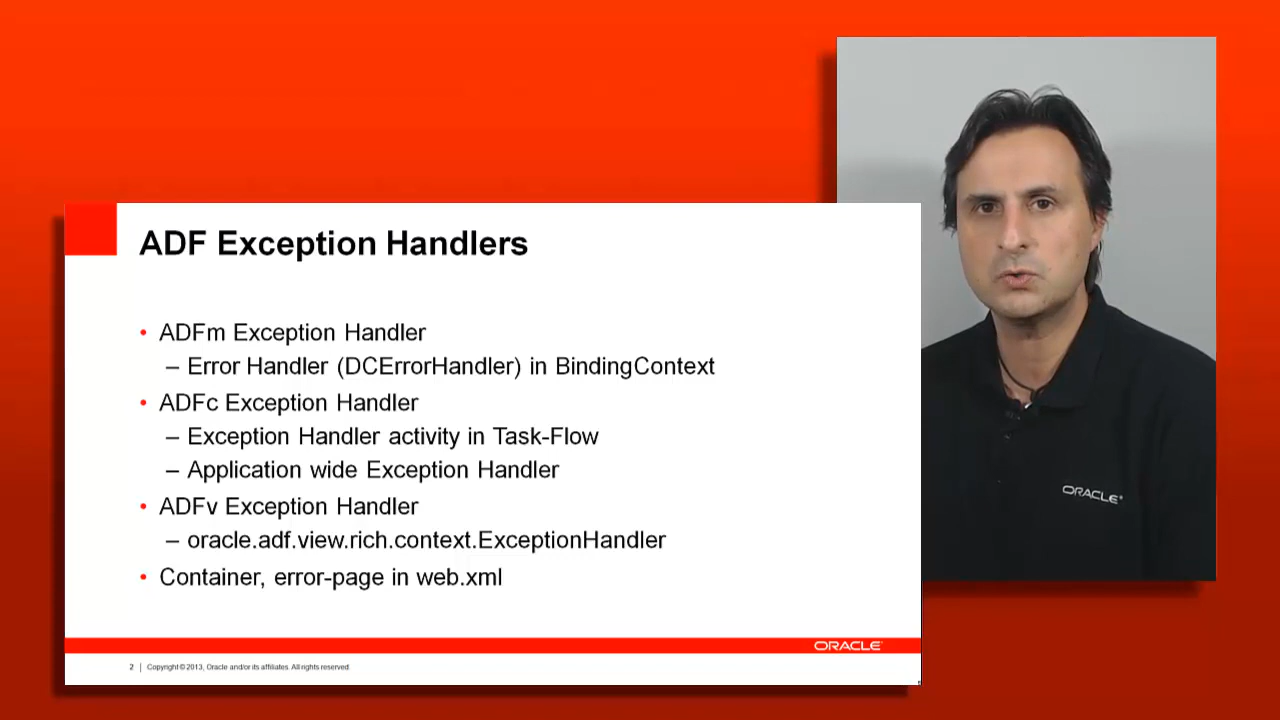 ADF Exception Handlers
• ADFm Exception Handler
– Error Handler (DCErrorHandler) in BindingContext
• ADFc Exception Handler
– Exception Handler activity in Task-Flow
– Application wide Exception Handler
• ADFv Exception Handler
– oracle.adf.view.rich.context.ExceptionHandler
• Container, error-page in web.xml
ORACLE
2 | Copyright © 2013, Oracle and/or its affiliates. All rights reserved.
ORACLE